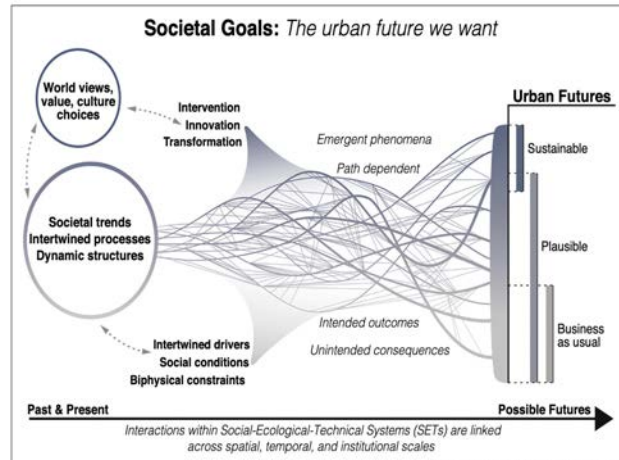 Societal Goals: The urban future we want
World views,
value, culture
choices
Intervention
Innovation
Transformation
Societal trends
Intertwined processes
Dynamic structures
Intertwined drivers
Social conditions
Biphysical constraints
Emergent phenomena
Path dependent
Intended outcomes
Unintended consequences
Urban Futures
Sustainable
Plausible
Business
as usual
Past & Present
Possible Futures
Interactions within Social-Ecological-Technical Systems (SETs) are linked
across spatial, temporal, and institutional scales